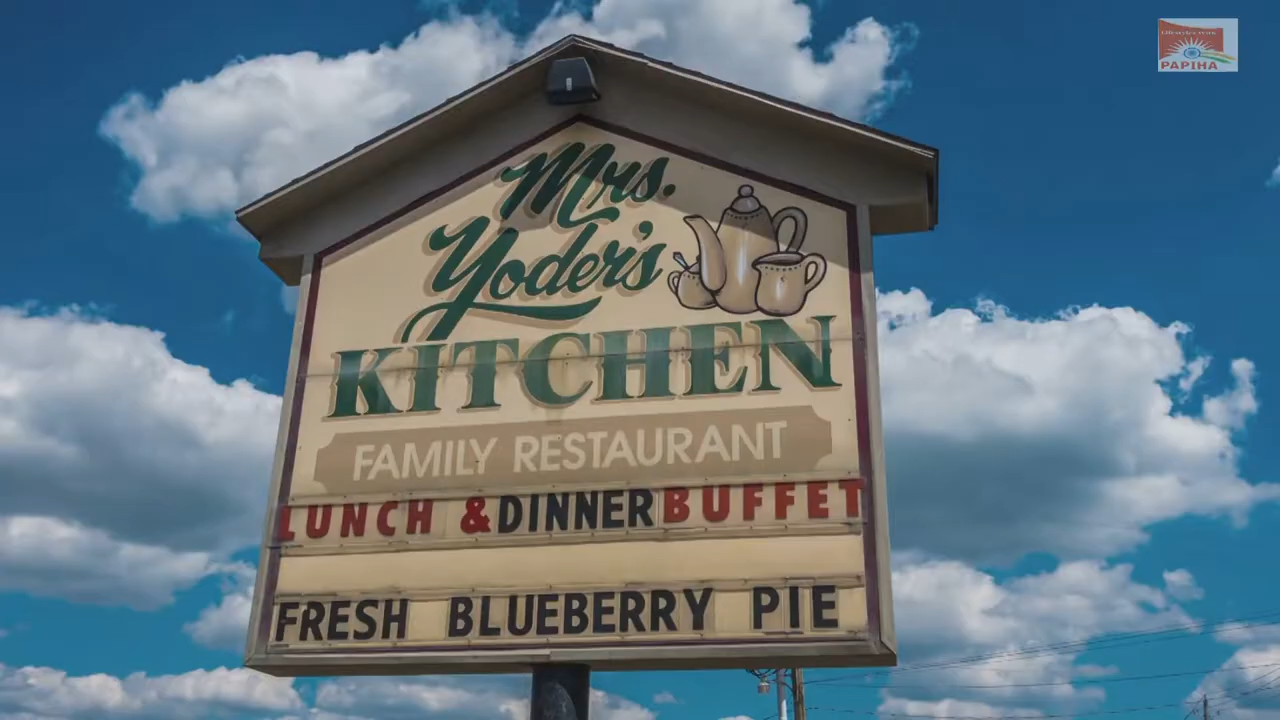 Mrs.
Yoder's
KITCHEN
FAMILY RESTAURANT
LUNCH & DINNER BUFFET
FRESH BLUEBERRY PIE
PAPIHA